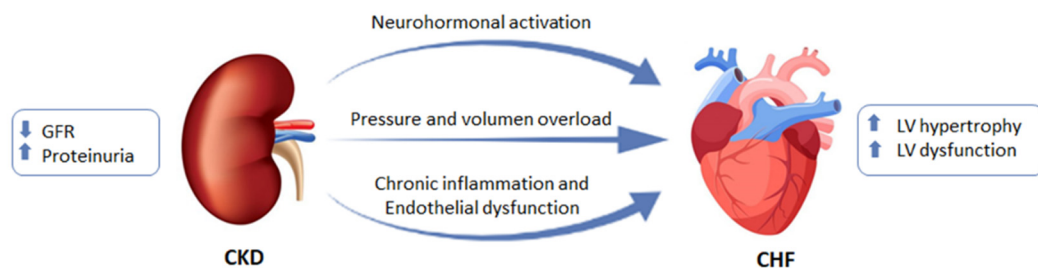 Neurohormonal activation
GFR
Proteinuria
Pressure and volumen overload
LV hypertrophy
LV dysfunction
Chronic inflammation and
Endothelial dysfunction
CKD
CHF